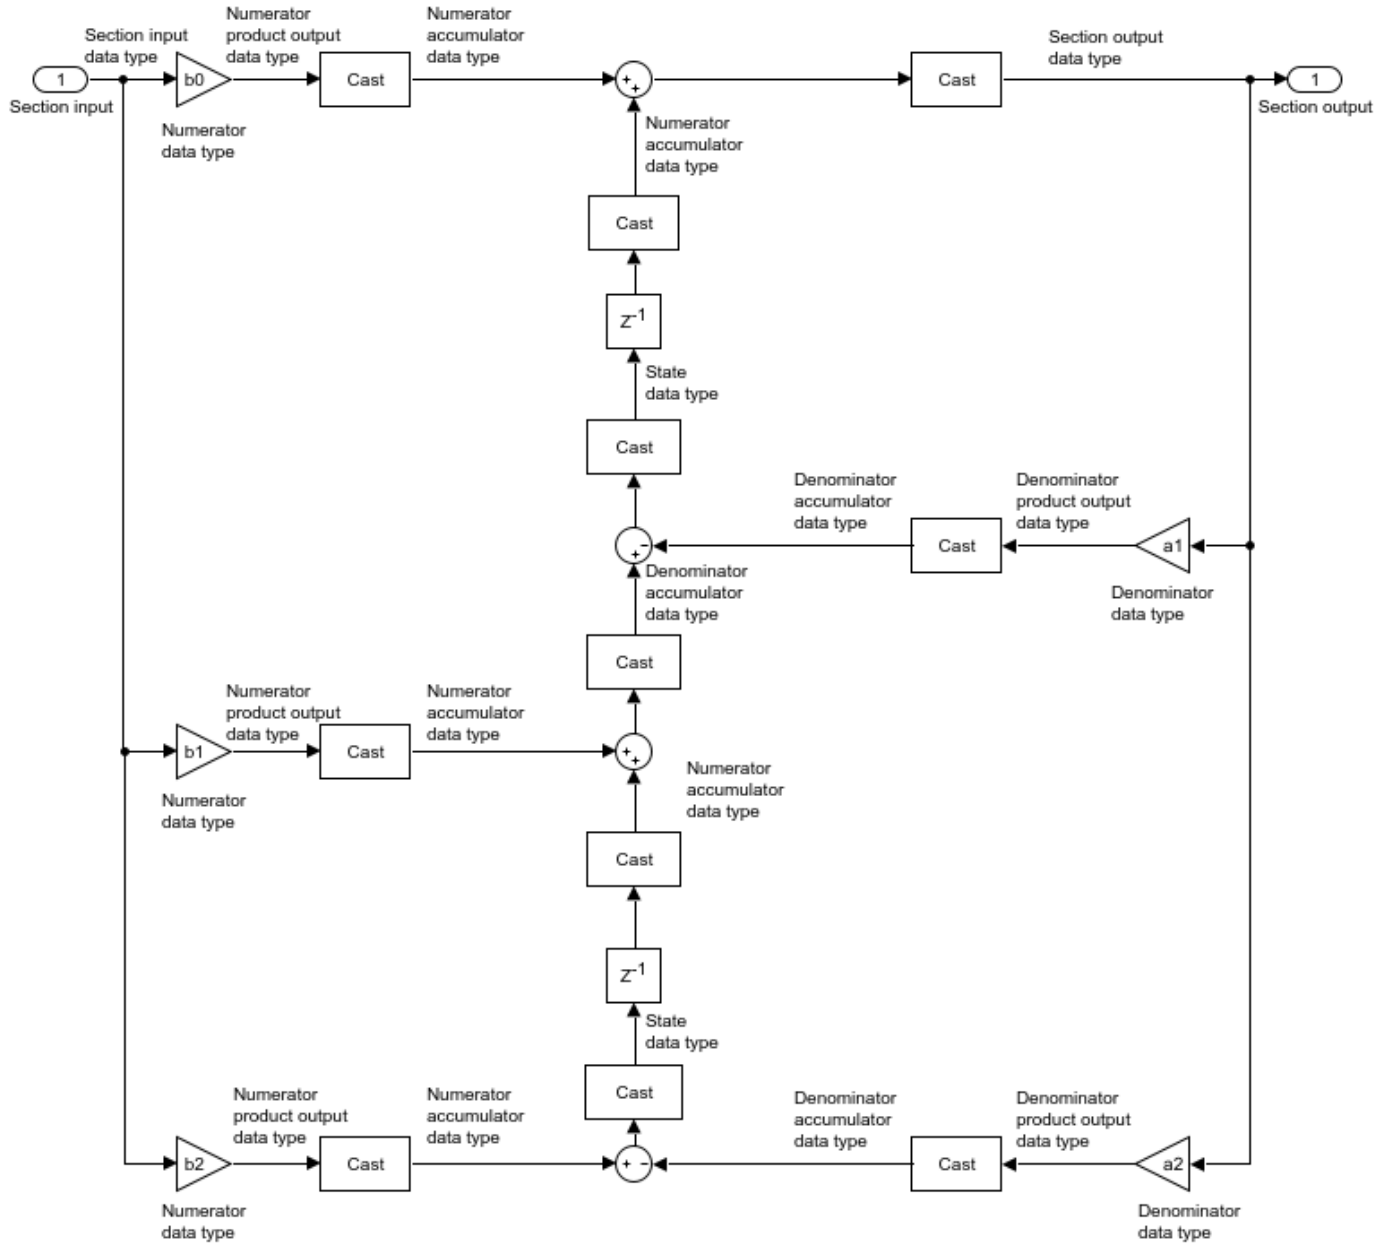 Section input
data type
1
Section input
b0
Numerator
data type
Numerator
product output
data type
Cast
Numerator
accumulator
data type
+
+
Cast
Section output
data type
1
Section output
Numerator
accumulator
data type
Cast
Z-1
State
data type
Cast
-
+
Denominator
accumulator
data type
Cast
Denominator
product output
data type
a1
Denominator
data type
Denominator
accumulator
data type
Cast
b1
Numerator
data type
Numerator
product output
data type
Cast
Numerator
accumulator
data type
+
+
Numerator
accumulator
data type
Cast
Z-1
State
data type
Cast
b2
Numerator
data type
Numerator
product output
data type
Cast
Numerator
accumulator
data type
+ -
Denominator
accumulator
data type
Cast
Denominator
product output
data type
a2
Denominator
data type